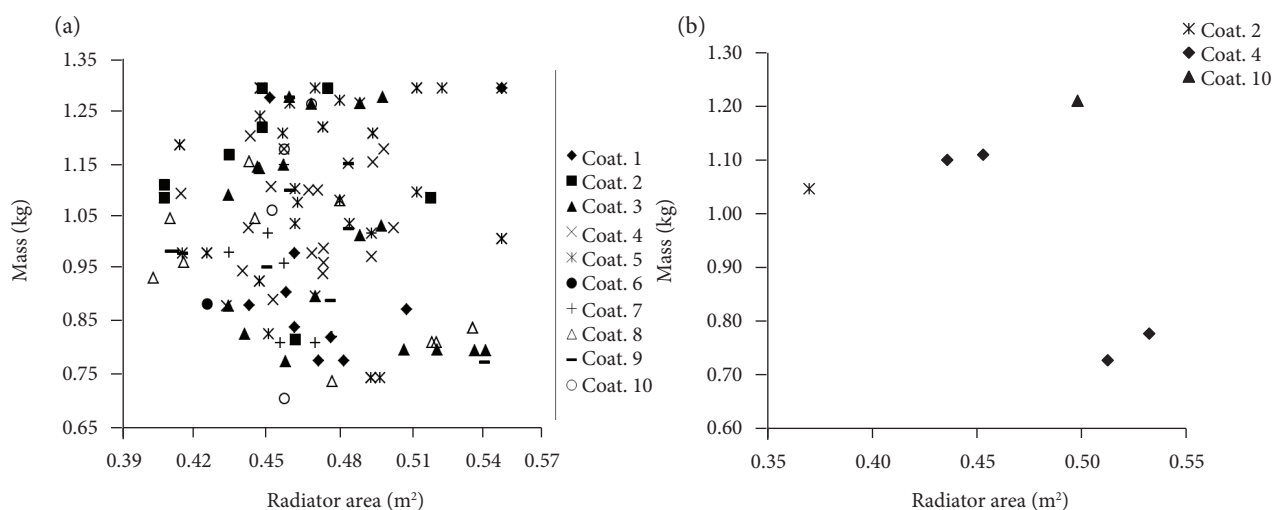 (a)
1.35
1.25
1.15
1.05
0.95
0.85
0.75
0.65
Mass (kg)
0.39 0.42 0.45 0.48 0.51 0.54 0.57
Radiator area (m²)
Coat. 1
Coat. 2
Coat. 3
Coat. 4
Coat. 5
Coat. 6
Coat. 7
Coat. 8
Coat. 9
Coat. 10
(b)
1.30
1.20
1.10
1.00
0.90
0.80
0.70
0.60
Mass (kg)
0.35 0.40 0.45 0.50 0.55
Radiator area (m²)
Coat. 2
Coat. 4
Coat. 10